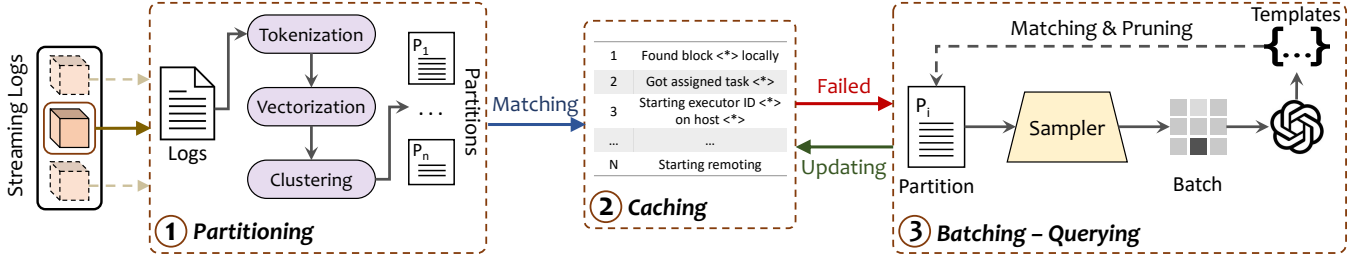 Streaming Logs
Logs
Tokenization
Vectorization
Clustering
P1
...
Pn
Partitions
1 Partitioning
Matching
1 Found block <*> locally
2 Got assigned task <*>
3 Starting executor ID <*>
on host <*>
... ...
N Starting remoting
2 Caching
Failed
Updating
Templates
{...}
Matching & Pruning
Pi
Partition
Sampler
Batch
3 Batching – Querying